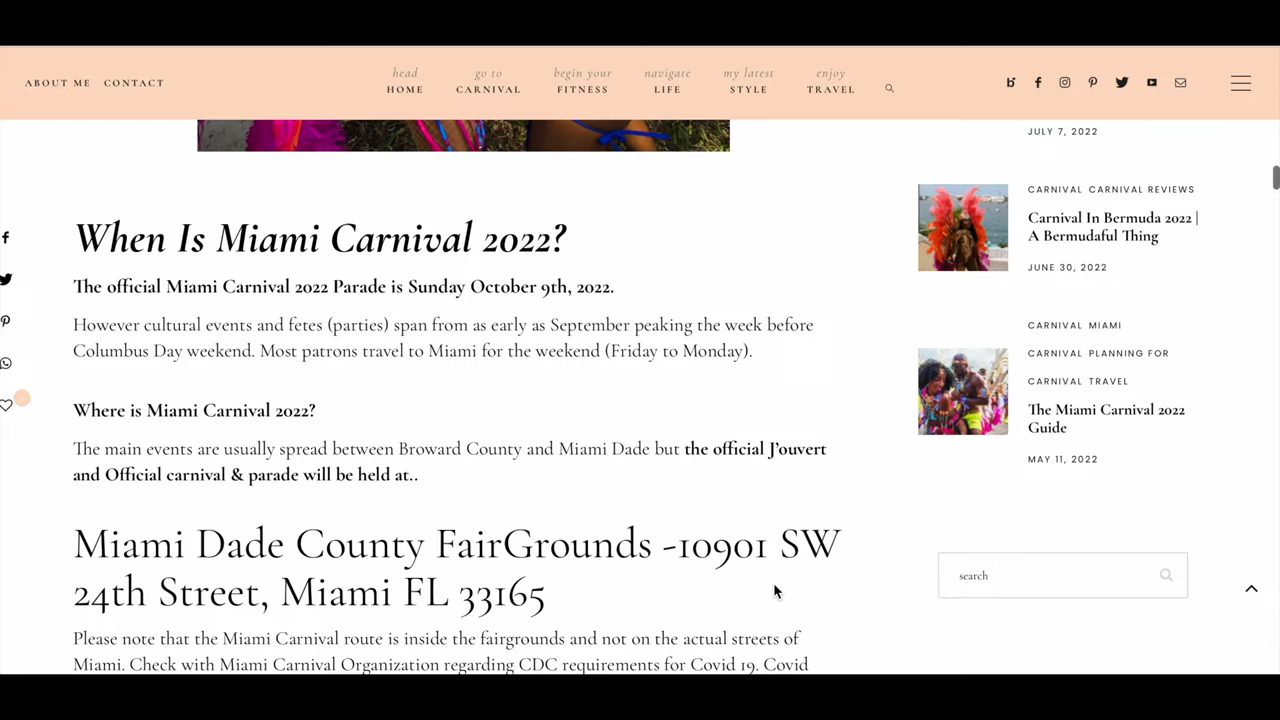 ABOUT ME CONTACT
head
HOME
go to
CARNIVAL
begin your
FITNESS
navigate
LIFE
my latest
STYLE
enjoy
TRAVEL
When Is Miami Carnival 2022?
The official Miami Carnival 2022 Parade is Sunday October 9th, 2022.
However cultural events and fetes (parties) span from as early as September peaking the week before
Columbus Day weekend. Most patrons travel to Miami for the weekend (Friday to Monday).
Where is Miami Carnival 2022?
The main events are usually spread between Broward County and Miami Dade but the official J'ouvert
and Official carnival & parade will be held at..
Miami Dade County FairGrounds -10901 SW
24th Street, Miami FL 33165
Please note that the Miami Carnival route is inside the fairgrounds and not on the actual streets of
Miami. Check with Miami Carnival Organization regarding CDC requirements for Covid 19. Covid
JULY 7, 2022
CARNIVAL CARNIVAL REVIEWS
Carnival In Bermuda 2022 |
A Bermudaful Thing
JUNE 30, 2022
CARNIVAL MIAMI
CARNIVAL PLANNING FOR
CARNIVAL TRAVEL
The Miami Carnival 2022
Guide
MAY 11, 2022
search